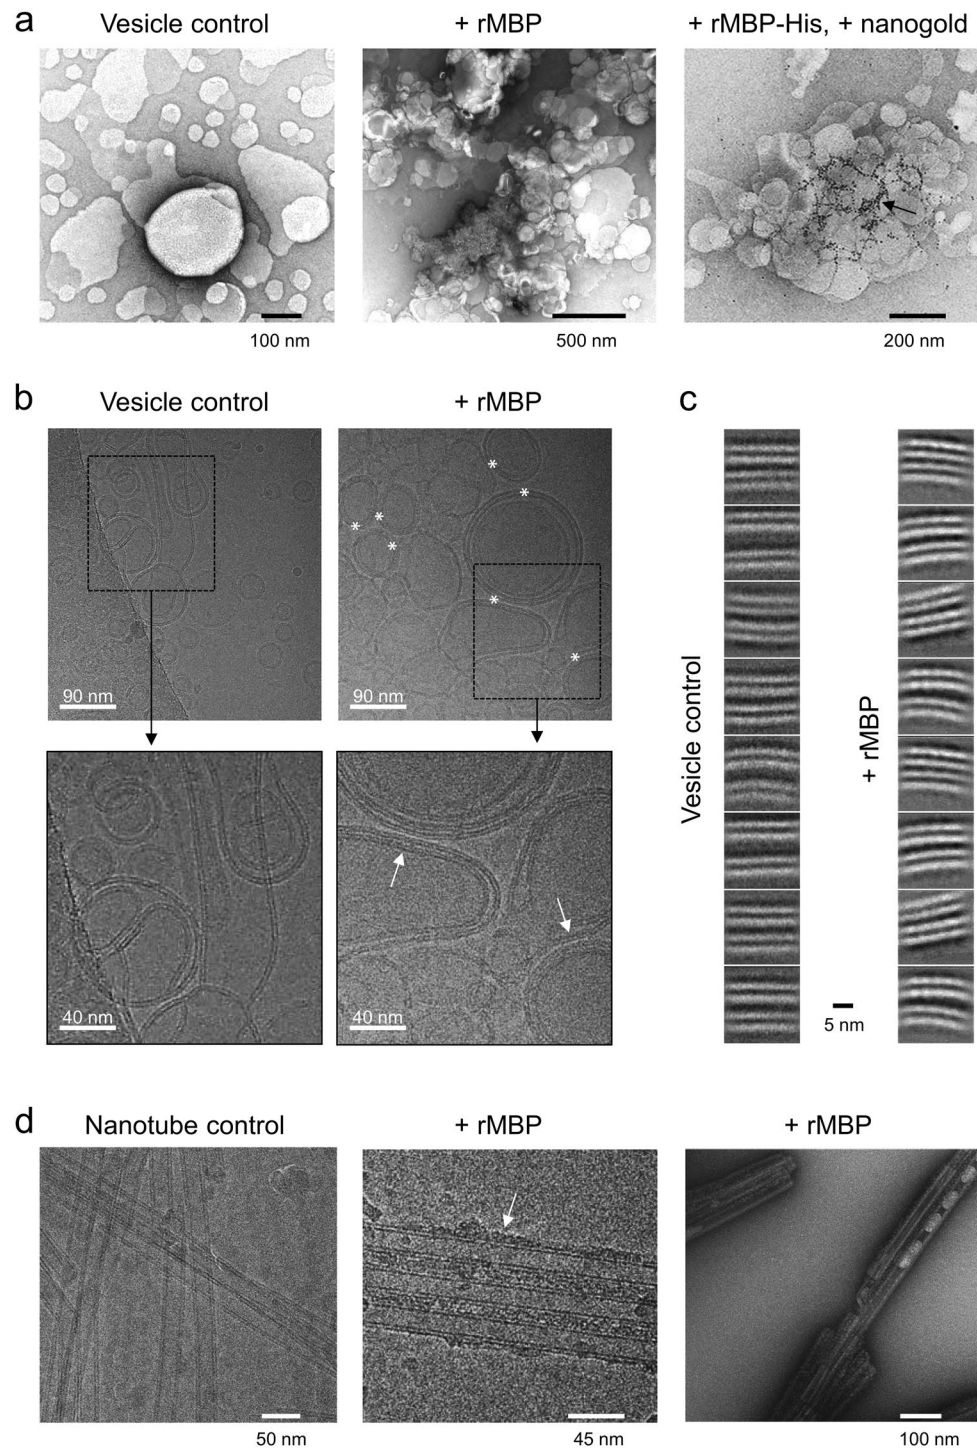 a
Vesicle control
+ rMBP
+ rMBP-His, + nanogold
100 nm
500 nm
200 nm
b
Vesicle control
+ rMBP
c
*
*
*
*
*
*
*
90 nm
90 nm
40 nm
40 nm
Vesicle control
+ rMBP
5 nm
d
Nanotube control
+ rMBP
+ rMBP
50 nm
45 nm
100 nm